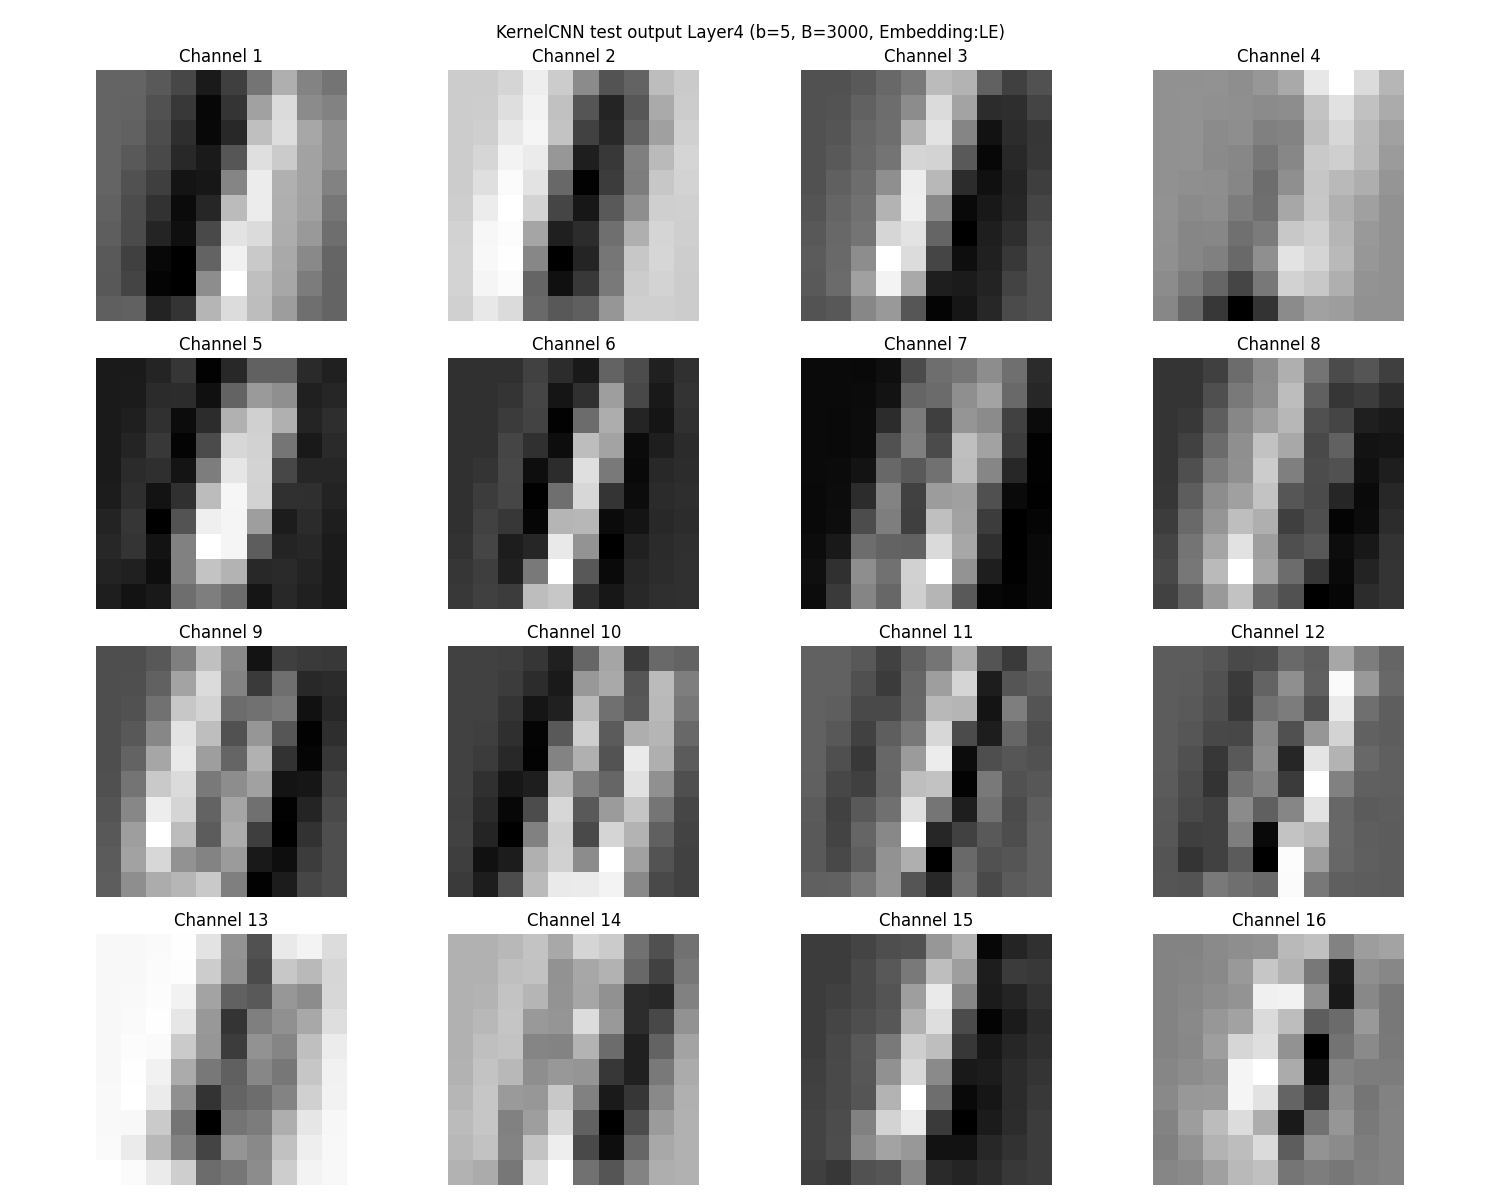 KernelCNN test output Layer4 (b=5, B=3000, Embedding:LE)
Channel 1
Channel 2
Channel 3
Channel 4
Channel 5
Channel 6
Channel 7
Channel 8
Channel 9
Channel 10
Channel 11
Channel 12
Channel 13
Channel 14
Channel 15
Channel 16